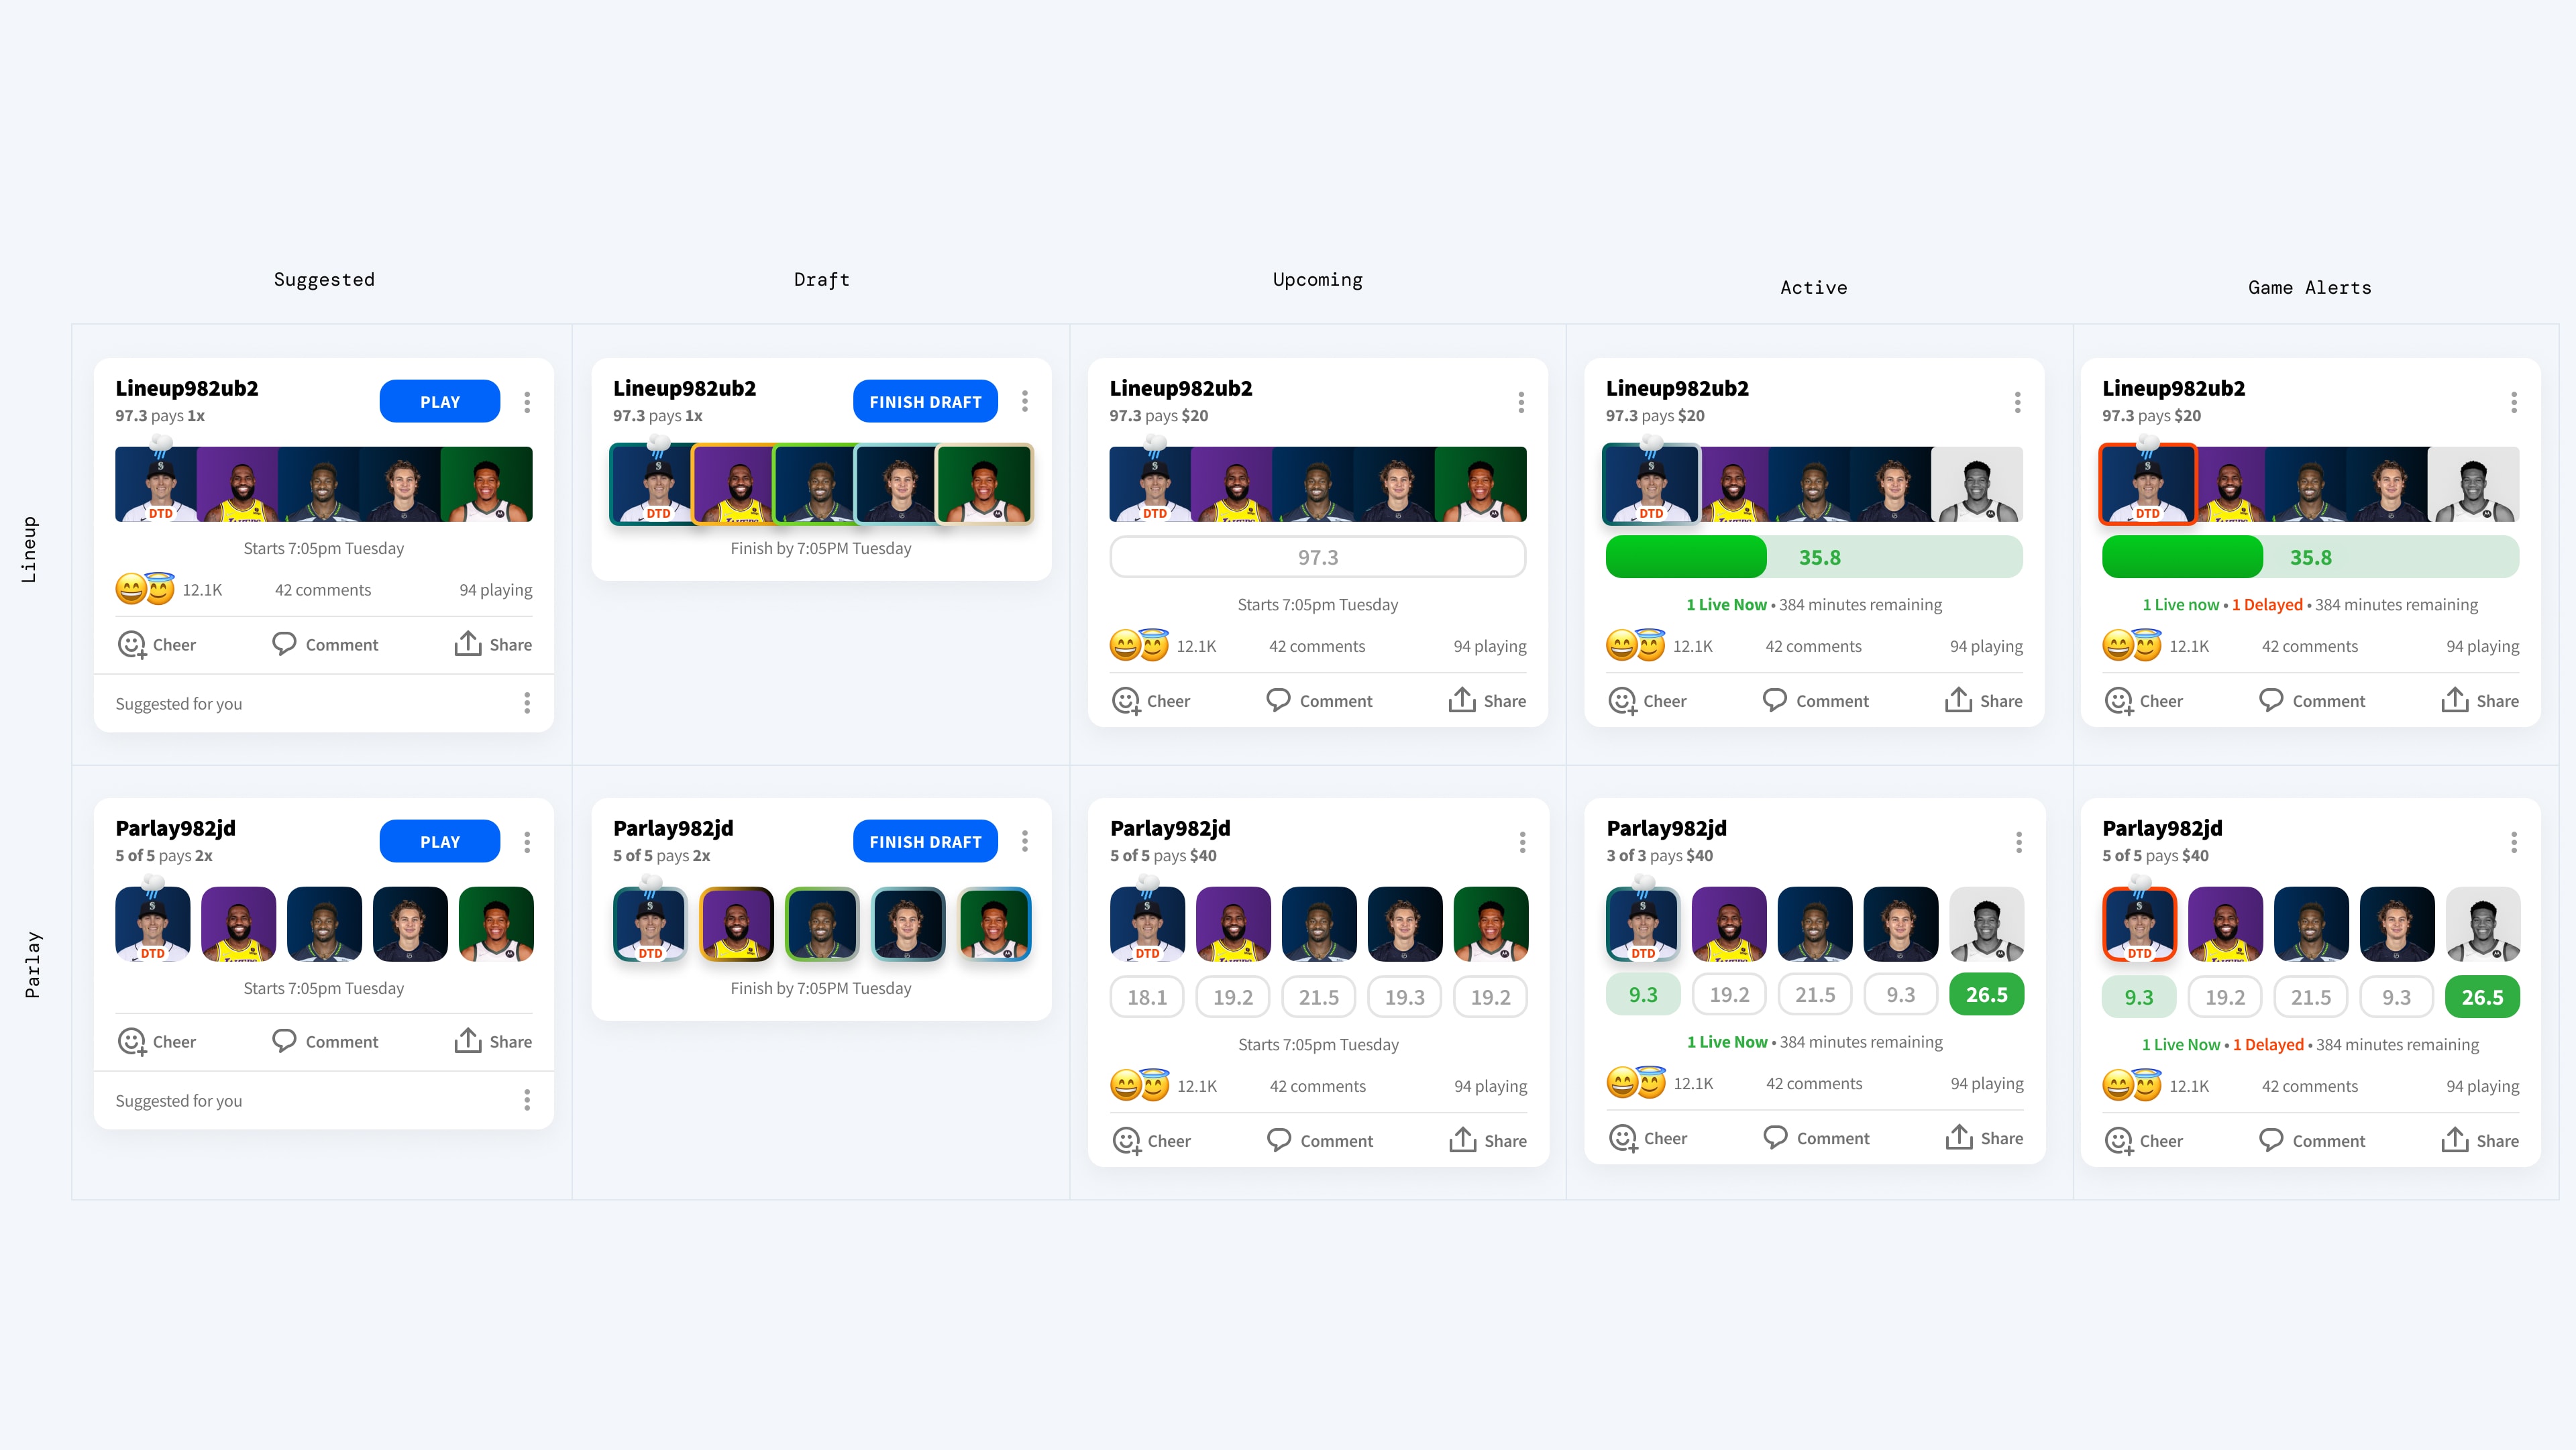 Suggested
Draft
Upcoming
Active
Game Alerts
Lineup
Lineup982ub2
97.3 pays 1x
PLAY
DTD
Starts 7:05pm Tuesday
12.1K
42 comments
94 playing
Cheer
Comment
Share
Suggested for you
Lineup982ub2
97.3 pays 1x
FINISH DRAFT
DTD
Finish by 7:05PM Tuesday
Lineup982ub2
97.3 pays $20
DTD
97.3
Starts 7:05pm Tuesday
12.1K
42 comments
94 playing
Cheer
Comment
Share
Lineup982ub2
97.3 pays $20
DTD
35.8
1 Live Now • 384 minutes remaining
12.1K
42 comments
94 playing
Cheer
Comment
Share
Lineup982ub2
97.3 pays $20
DTD
35.8
1 Live now • 1 Delayed • 384 minutes remaining
12.1K
42 comments
94 playing
Cheer
Comment
Share
Parlay
Parlay982jd
5 of 5 pays 2x
PLAY
DTD
Starts 7:05pm Tuesday
Cheer
Comment
Share
Suggested for you
Parlay982jd
5 of 5 pays 2x
FINISH DRAFT
DTD
Finish by 7:05PM Tuesday
Parlay982jd
5 of 5 pays $40
DTD
18.1
19.2
21.5
19.3
19.2
Starts 7:05pm Tuesday
12.1K
42 comments
94 playing
Cheer
Comment
Share
Parlay982jd
3 of 3 pays $40
DTD
9.3
19.2
21.5
9.3
26.5
1 Live Now • 384 minutes remaining
12.1K
42 comments
94 playing
Cheer
Comment
Share
Parlay982jd
5 of 5 pays $40
DTD
9.3
19.2
21.5
9.3
26.5
1 Live Now • 1 Delayed • 384 minutes remaining
12.1K
42 comments
94 playing
Cheer
Comment
Share